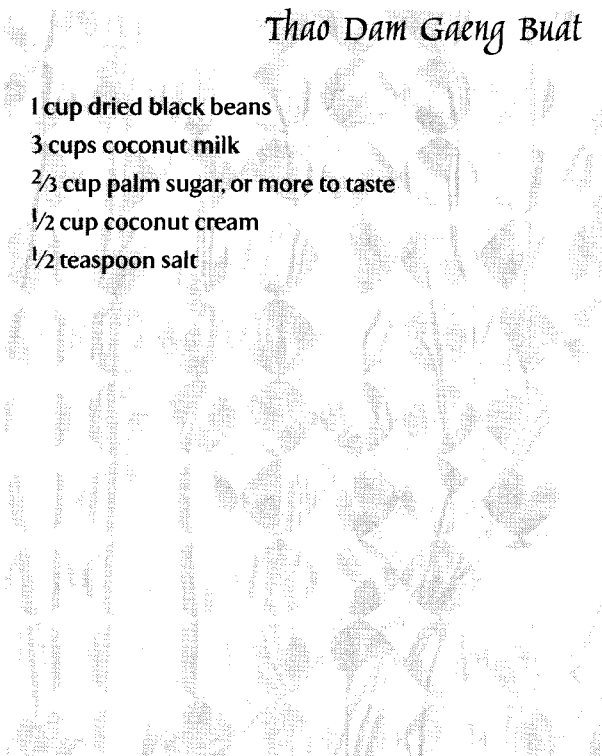 Thao Dam Gaeng Buat
1 cup dried black beans
3 cups coconut milk
2/3 cup palm sugar, or more to taste
1/2 cup coconut cream
1/2 teaspoon salt